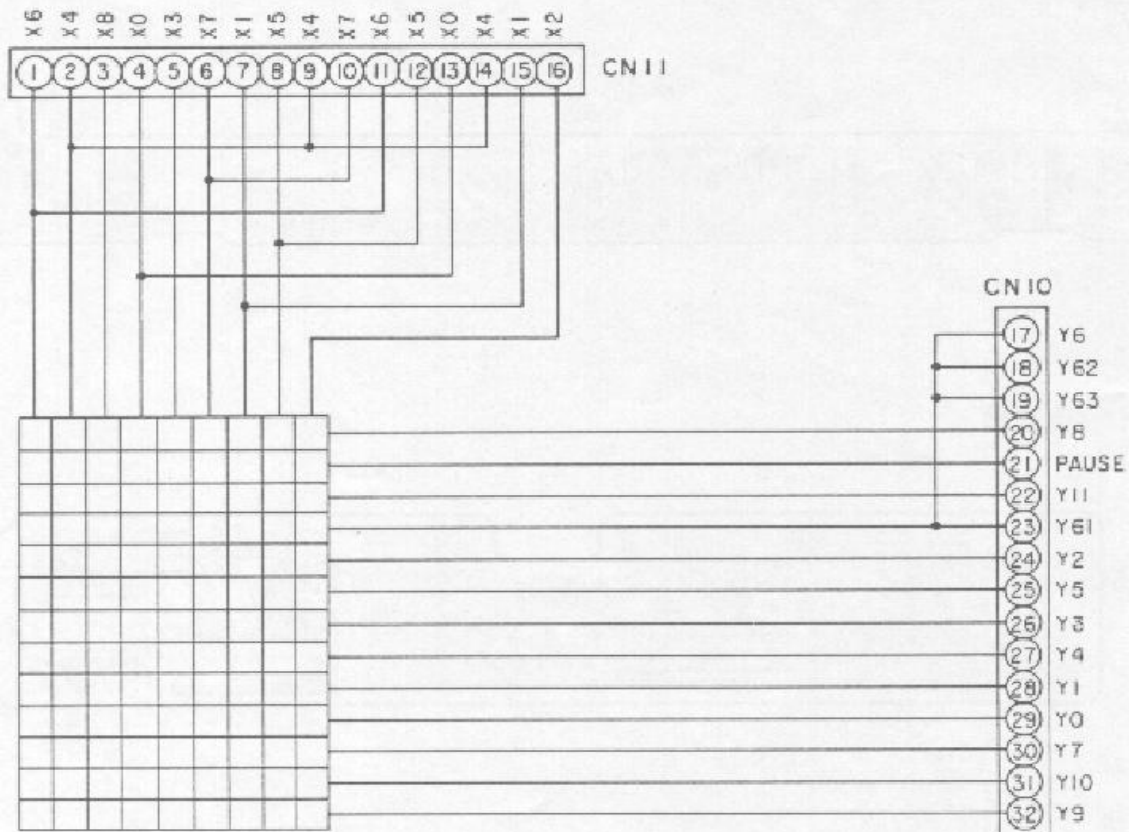 X6 X4 X8 X0 X3 X7 X1 X5 X4 X7 X6 X5 X0 X4 X1 X2
1 2 3 4 5 6 7 8 9 10 11 12 13 14 15 16 CN11
CN10
17 Y6
18 Y62
19 Y63
20 Y8
21 PAUSE
22 Y11
23 Y61
24 Y2
25 Y5
26 Y3
27 Y4
28 Y1
29 Y0
30 Y7
31 Y10
32 Y9